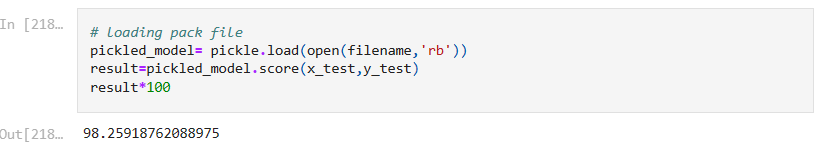 In [218…
# loading pack file
pickled_model= pickle.load(open(filename,'rb'))
result=pickled_model.score(x_test,y_test)
result*100
Out[218… 98.25918762088975